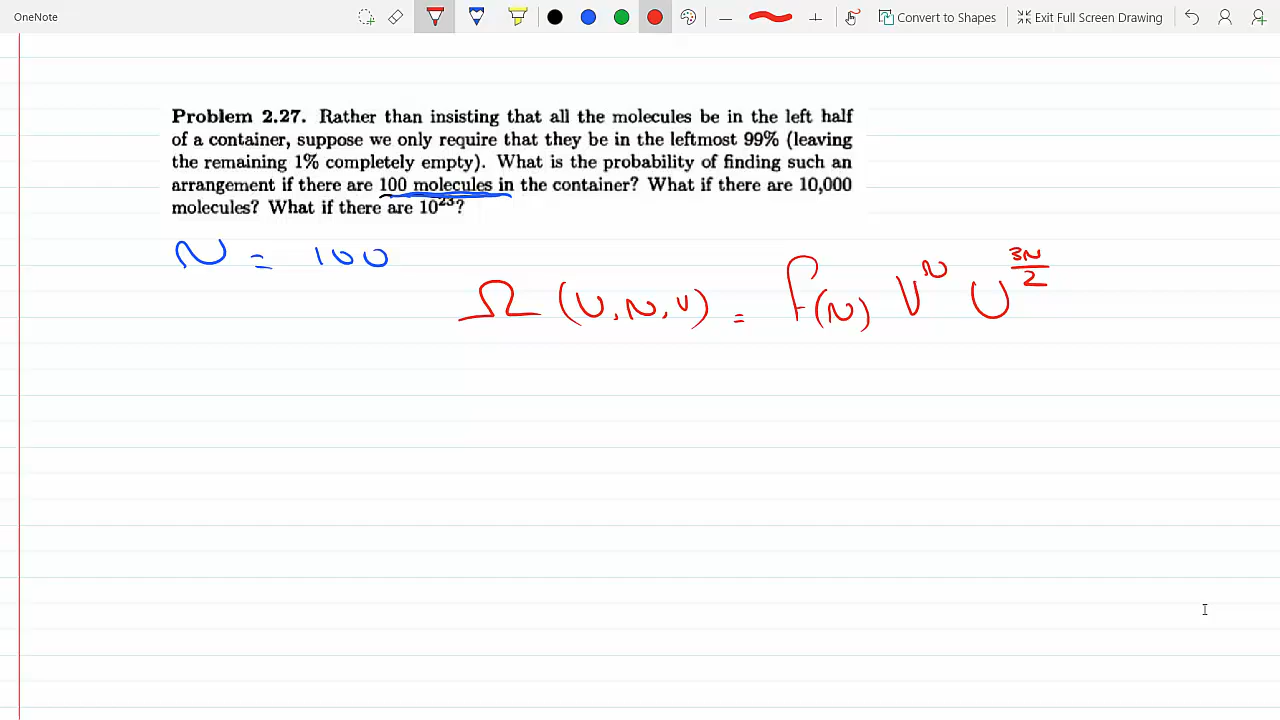 OneNote
Convert to Shapes
Exit Full Screen Drawing
Problem 2.27. Rather than insisting that all the molecules be in the left half
of a container, suppose we only require that they be in the leftmost 99% (leaving
the remaining 1% completely empty). What is the probability of finding such an
arrangement if there are 100 molecules in the container? What if there are 10,000
molecules? What if there are 10²³?
N = 100
Ω (U, N, V) = f(N) V^N U^(3N/2)